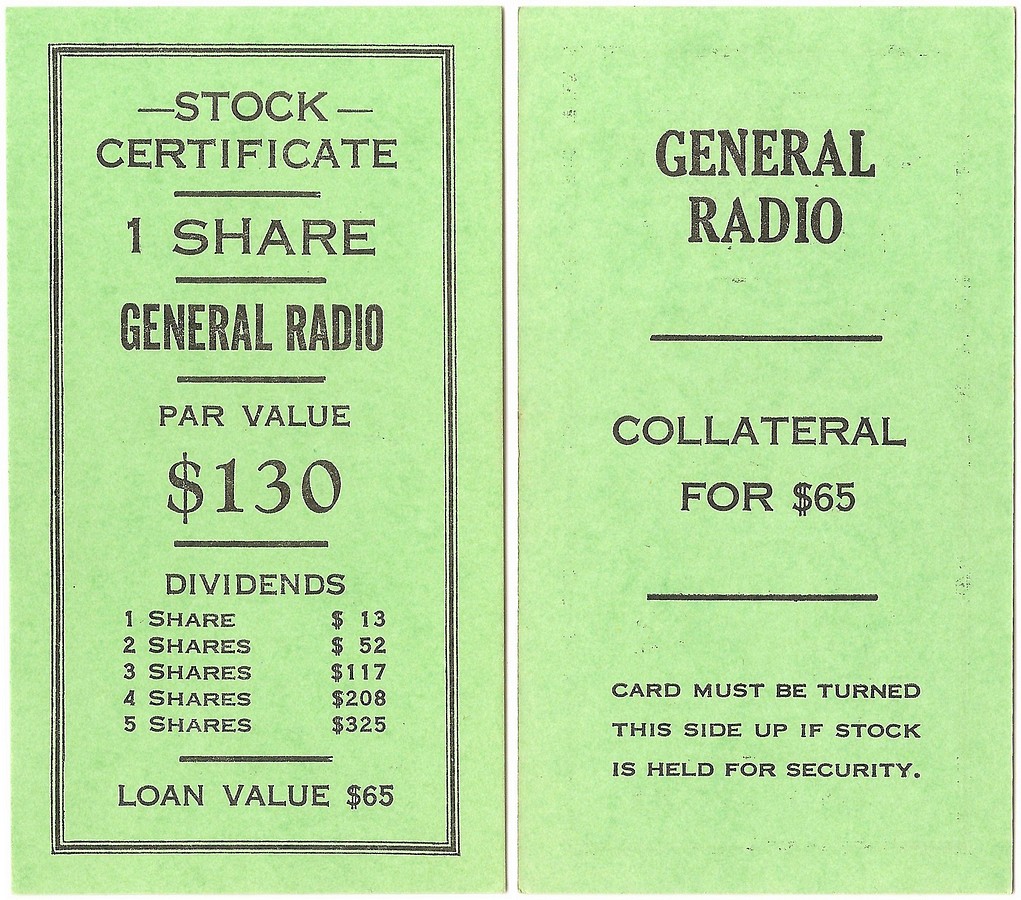 —STOCK—
CERTIFICATE
1 SHARE
GENERAL RADIO
PAR VALUE
$130
DIVIDENDS
1 SHARE $ 13
2 SHARES $ 52
3 SHARES $117
4 SHARES $208
5 SHARES $325
LOAN VALUE $65
GENERAL
RADIO
COLLATERAL
FOR $65
CARD MUST BE TURNED
THIS SIDE UP IF STOCK
IS HELD FOR SECURITY.